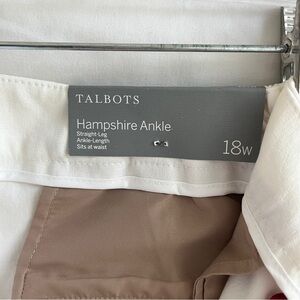 TALBOTS
Hampshire Ankle
Straight-Leg
Ankle-Length
Sits at waist
18W